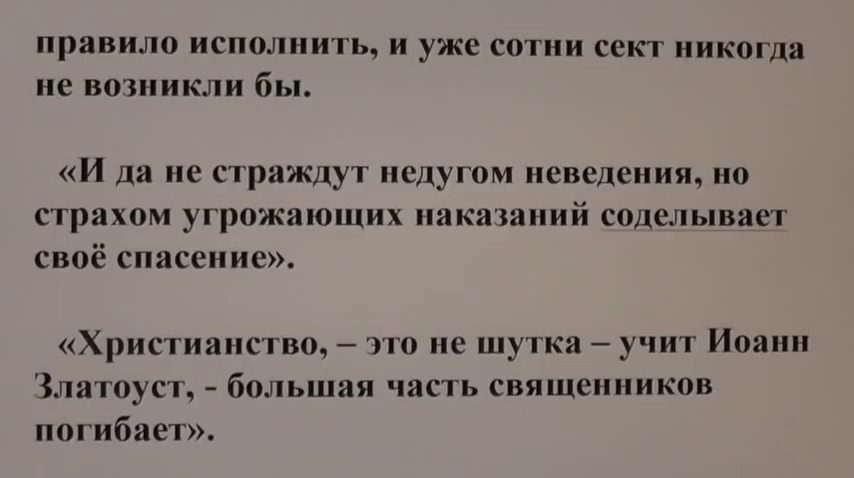 правило исполнить, и уже сотни сект никогда
не возникли бы.
«И да не страждут недугом неведения, но
страхом угрожающих наказаний соделывает
своё спасение».
«Христианство, – это не шутка – учит Иоанн
Златоуст, - большая часть священников
погибает».